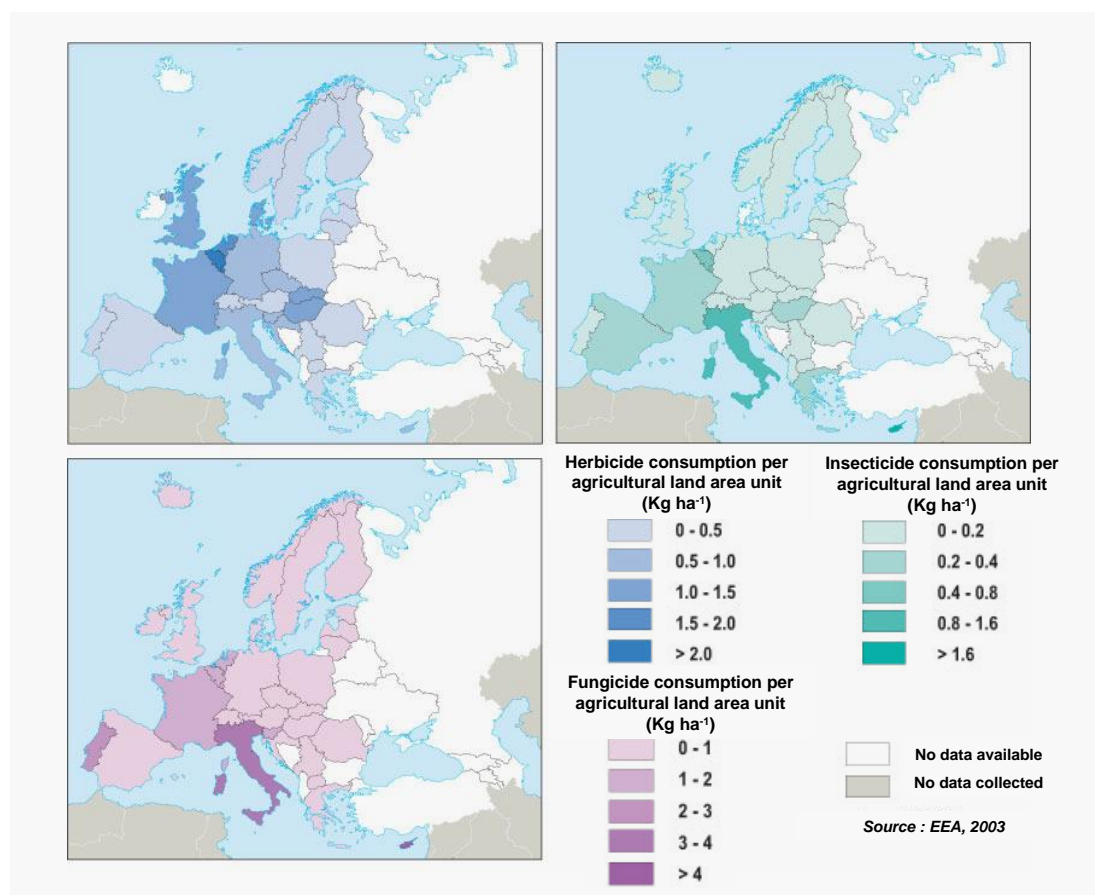 Herbicide consumption per
agricultural land area unit
(Kg ha-1)
0 - 0.5
0.5 - 1.0
1.0 - 1.5
1.5 - 2.0
> 2.0
Insecticide consumption per
agricultural land area unit
(Kg ha-1)
0 - 0.2
0.2 - 0.4
0.4 - 0.8
0.8 - 1.6
> 1.6
Fungicide consumption per
agricultural land area unit
(Kg ha-1)
0 - 1
1 - 2
2 - 3
3 - 4
> 4
No data available
No data collected
Source : EEA, 2003